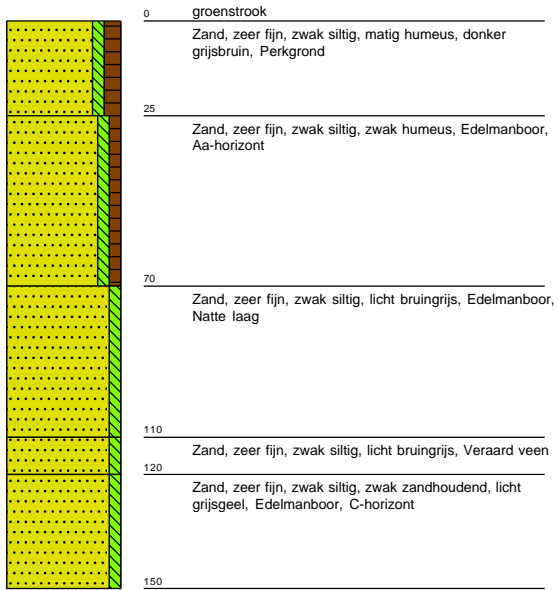 0 groenstrook
Zand, zeer fijn, zwak siltig, matig humeus, donker
grijsbruin, Perkgrond
25
Zand, zeer fijn, zwak siltig, zwak humeus, Edelmanboor,
Aa-horizont
70
Zand, zeer fijn, zwak siltig, licht bruingrijs, Edelmanboor,
Natte laag
110
Zand, zeer fijn, zwak siltig, licht bruingrijs, Veraard veen
120
Zand, zeer fijn, zwak siltig, zwak zandhoudend, licht
grijsgeel, Edelmanboor, C-horizont
150